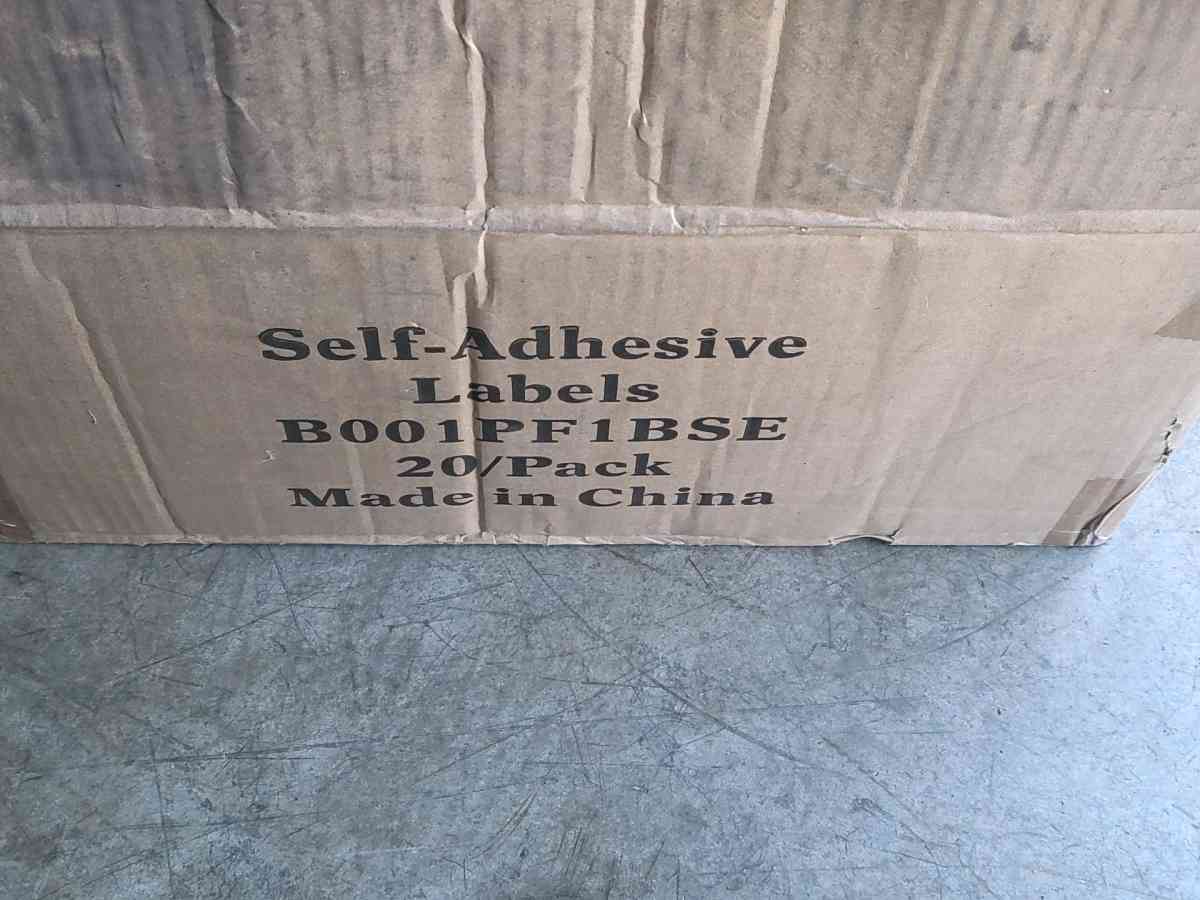 Self-Adhesive
Labels
B001PF1BSE
20/Pack
Made in China